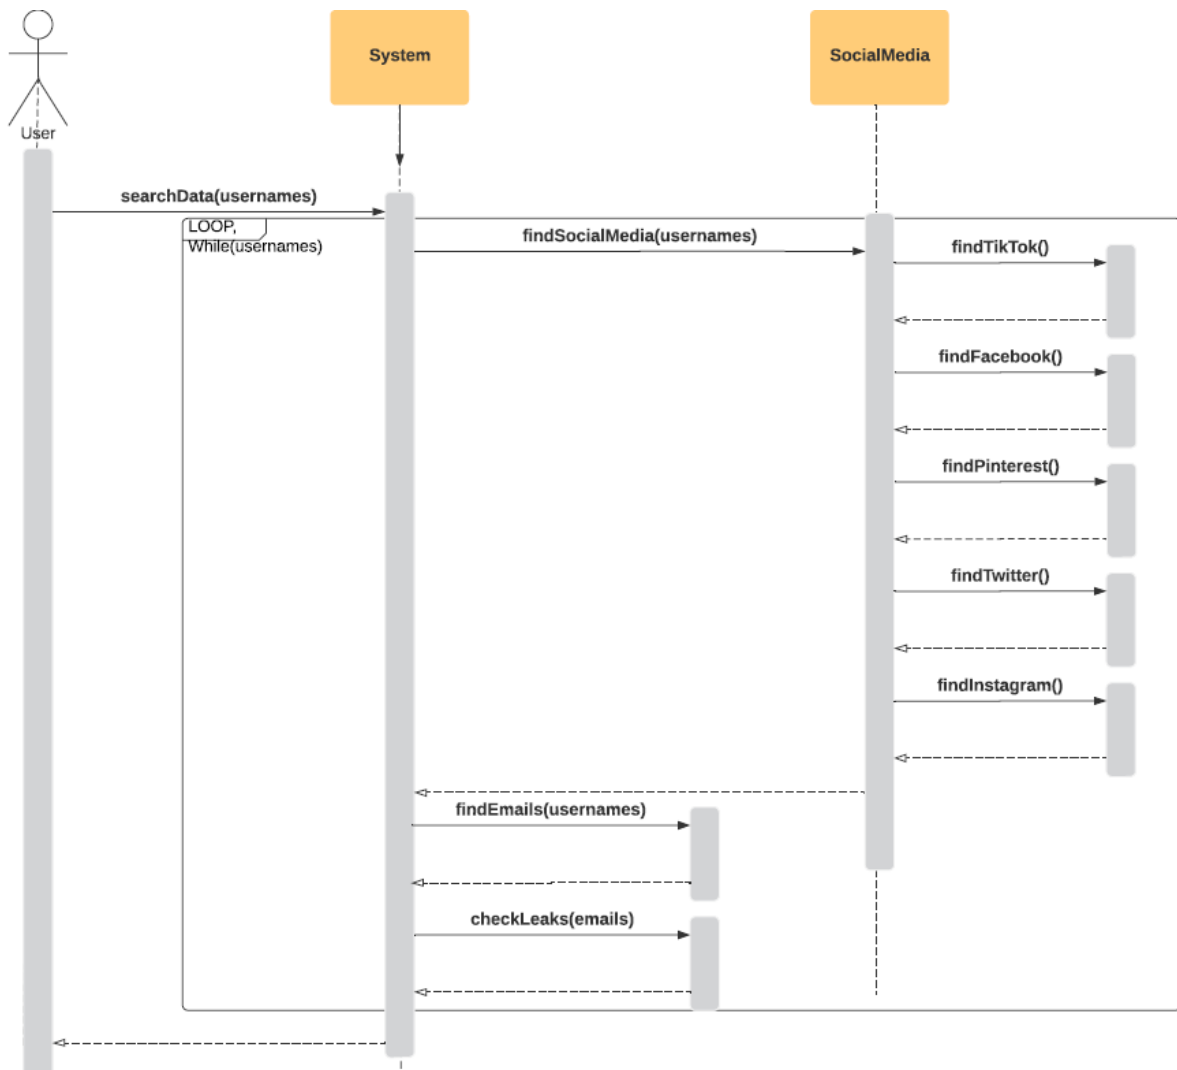 System
SocialMedia
User
searchData(usernames)
LOOP,
While(usernames)
findSocialMedia(usernames)
findTikTok()
findFacebook()
findPinterest()
findTwitter()
findInstagram()
findEmails(usernames)
checkLeaks(emails)